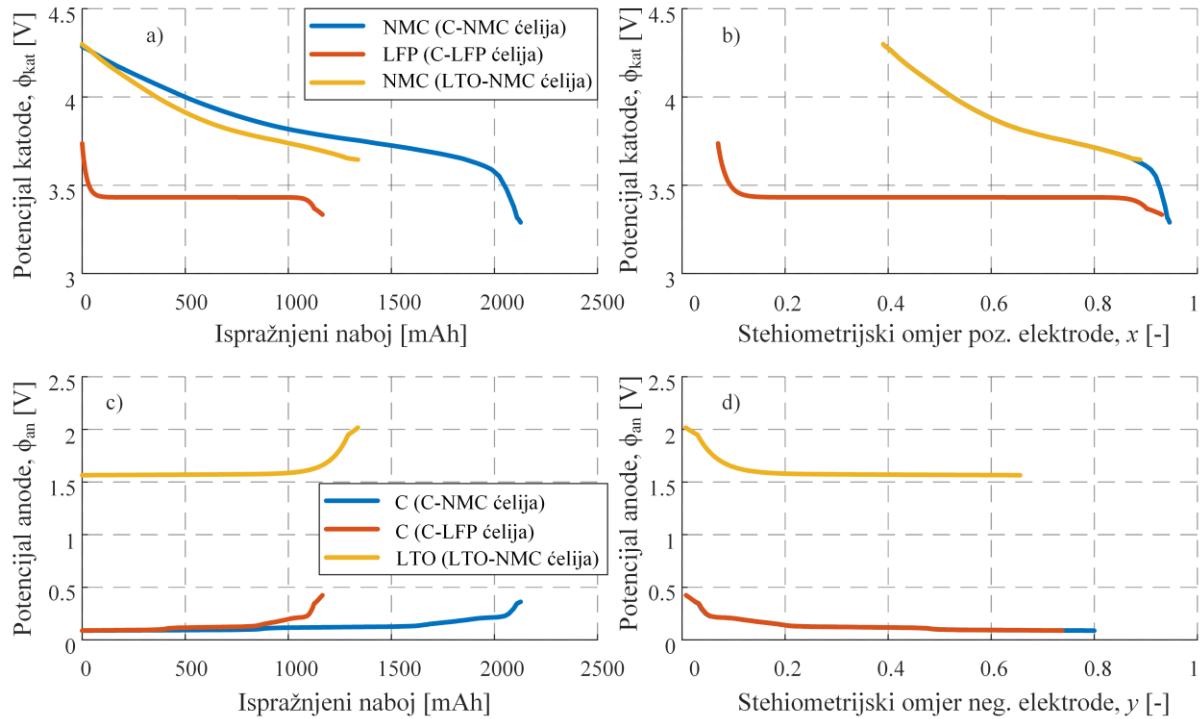 a)
NMC (C-NMC ćelija)
LFP (C-LFP ćelija)
NMC (LTO-NMC ćelija)
Potencijal katode, ϕkat [V]
4.5
4
3.5
3
0 500 1000 1500 2000 2500
Ispražnjeni naboj [mAh]
b)
Potencijal katode, ϕkat [V]
4.5
4
3.5
3
0 0.2 0.4 0.6 0.8 1
Stehiometrijski omjer poz. elektrode, x [-]
c)
C (C-NMC ćelija)
C (C-LFP ćelija)
LTO (LTO-NMC ćelija)
Potencijal anode, ϕan [V]
2.5
2
1.5
1
0.5
0
0 500 1000 1500 2000 2500
Ispražnjeni naboj [mAh]
d)
Potencijal anode, ϕan [V]
2.5
2
1.5
1
0.5
0
0 0.2 0.4 0.6 0.8 1
Stehiometrijski omjer neg. elektrode, y [-]